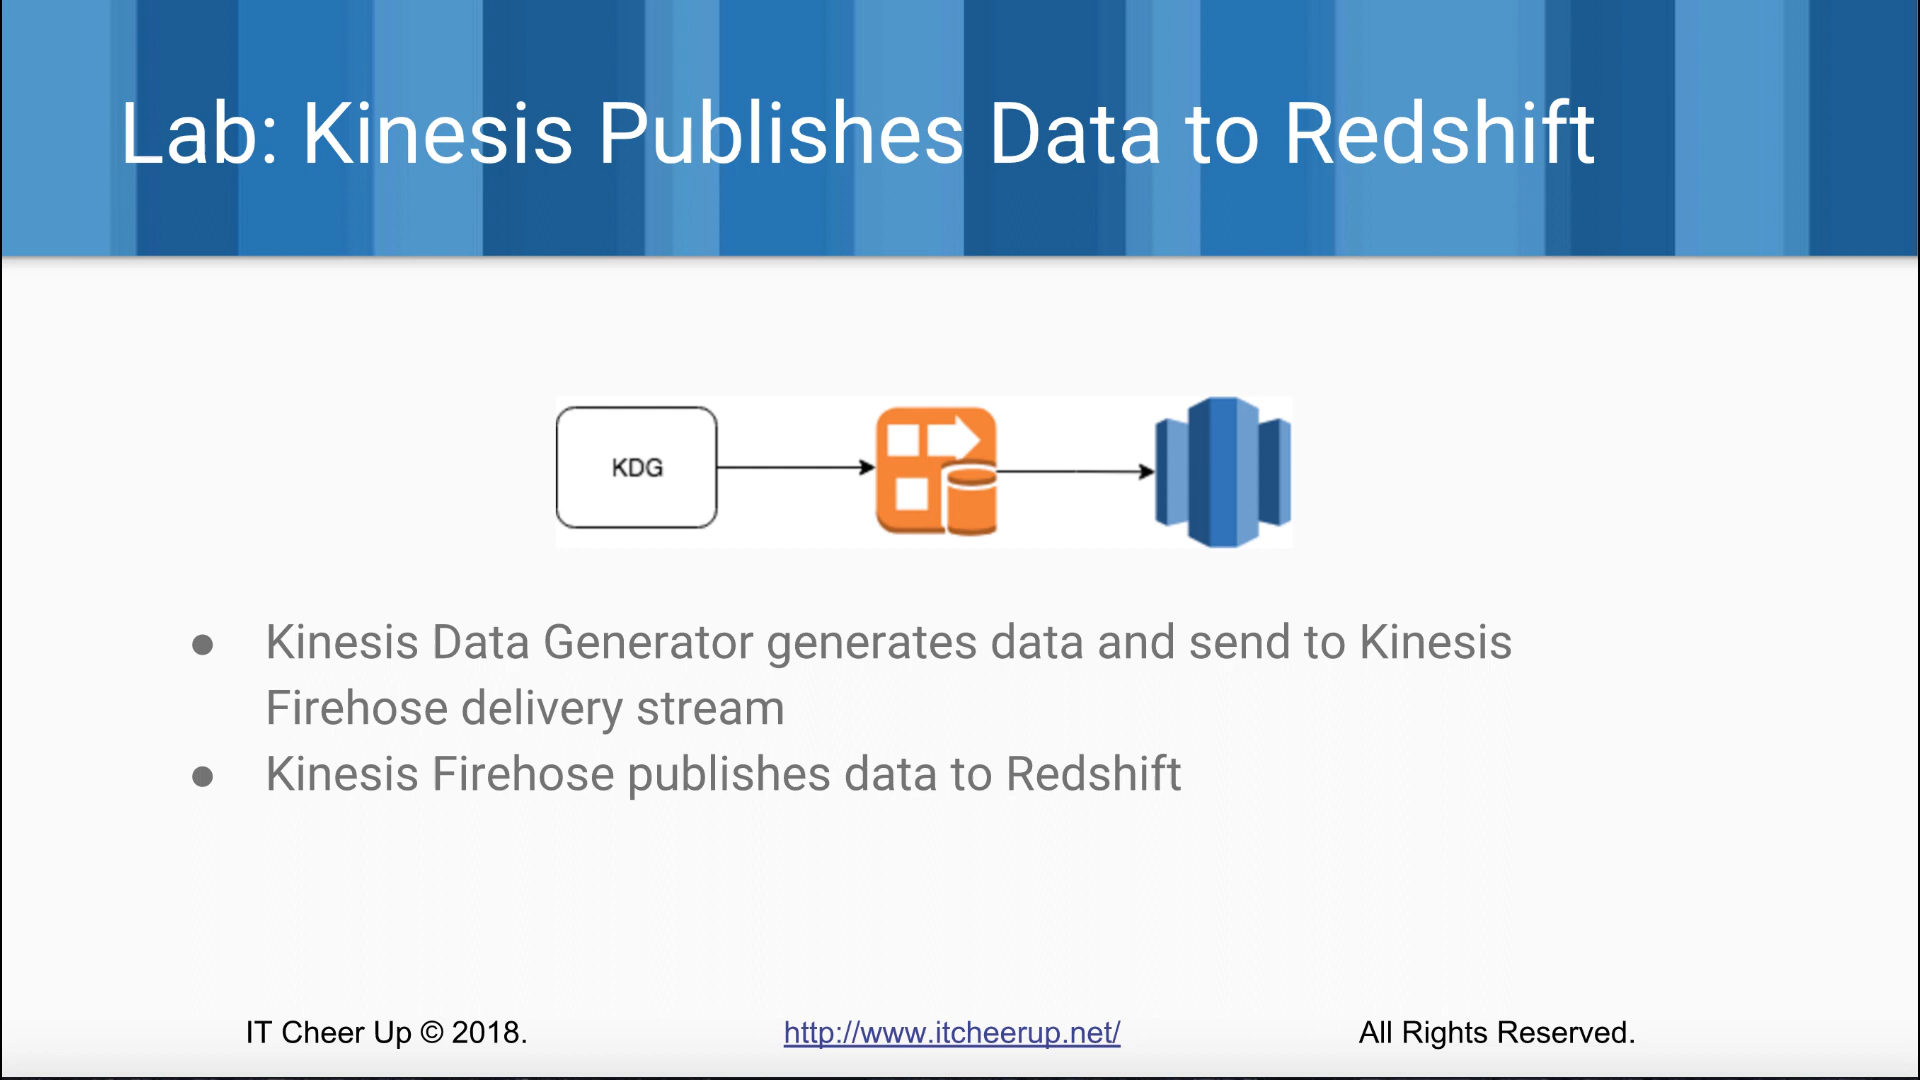 Lab: Kinesis Publishes Data to Redshift
KDG
● Kinesis Data Generator generates data and send to Kinesis
Firehose delivery stream
● Kinesis Firehose publishes data to Redshift
IT Cheer Up © 2018. http://www.itcheerup.net/ All Rights Reserved.